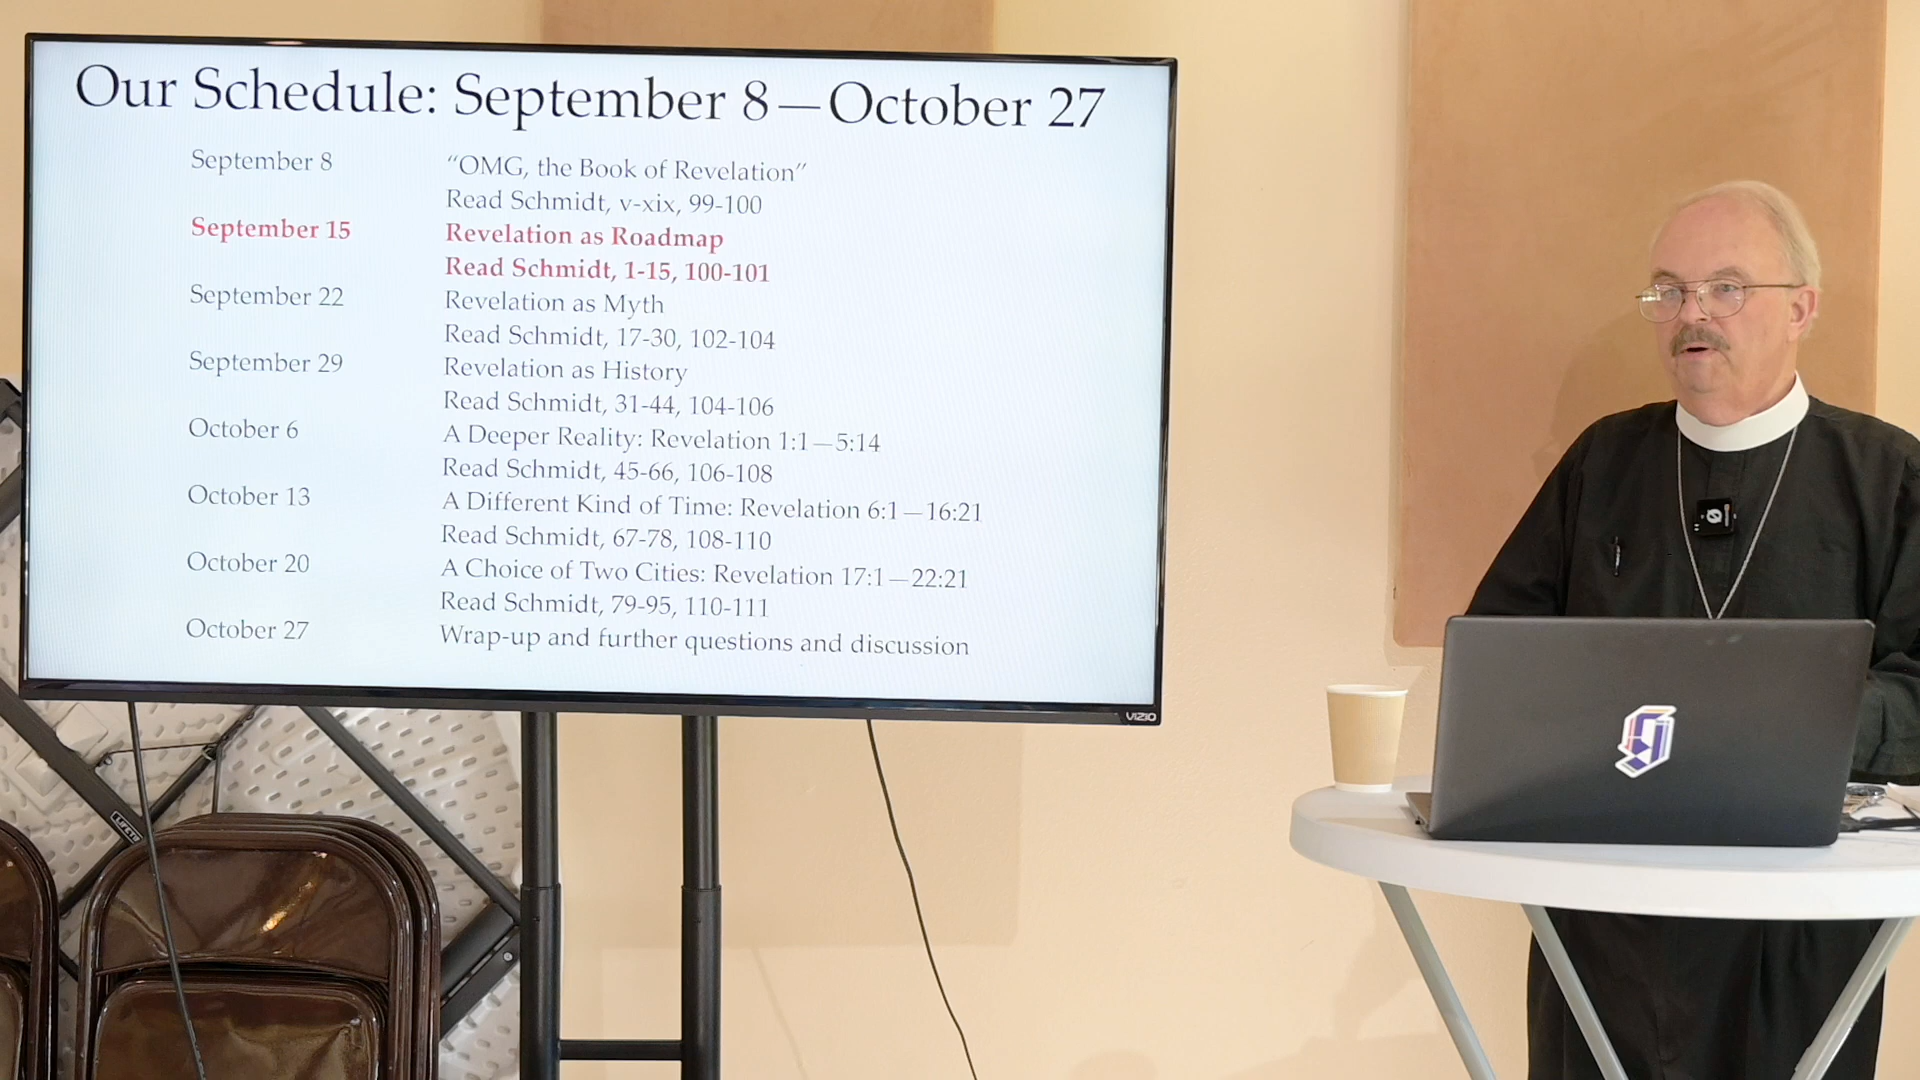 Our Schedule: September 8—October 27
September 8 "OMG, the Book of Revelation"
Read Schmidt, v-xix, 99-100
September 15 Revelation as Roadmap
Read Schmidt, 1-15, 100-101
September 22 Revelation as Myth
Read Schmidt, 17-30, 102-104
September 29 Revelation as History
Read Schmidt, 31-44, 104-106
October 6 A Deeper Reality: Revelation 1:1—5:14
Read Schmidt, 45-66, 106-108
October 13 A Different Kind of Time: Revelation 6:1—16:21
Read Schmidt, 67-78, 108-110
October 20 A Choice of Two Cities: Revelation 17:1—22:21
Read Schmidt, 79-95, 110-111
October 27 Wrap-up and further questions and discussion
VIZIO
LIFETIME